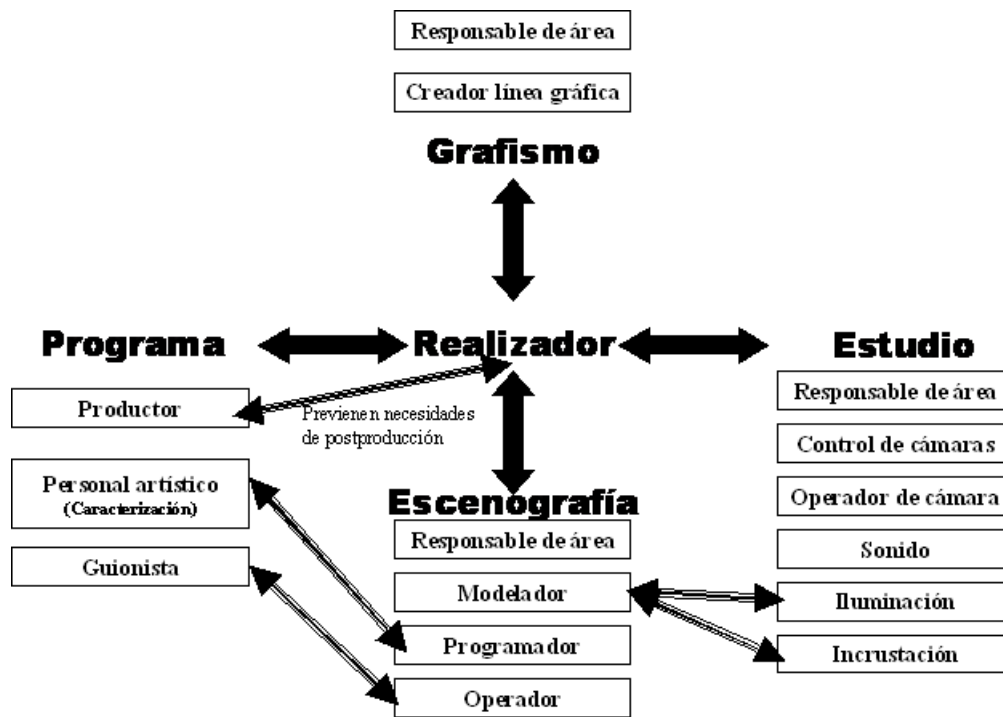 Responsable de área
Creador línea gráfica
Grafismo
Programa
Realizador
Estudio
Productor
Previenen necesidades
de postproducción
Personal artístico
(Caracterización)
Guionista
Escenografía
Responsable de área
Modelador
Programador
Operador
Responsable de área
Control de cámaras
Operador de cámara
Sonido
Iluminación
Incrustación